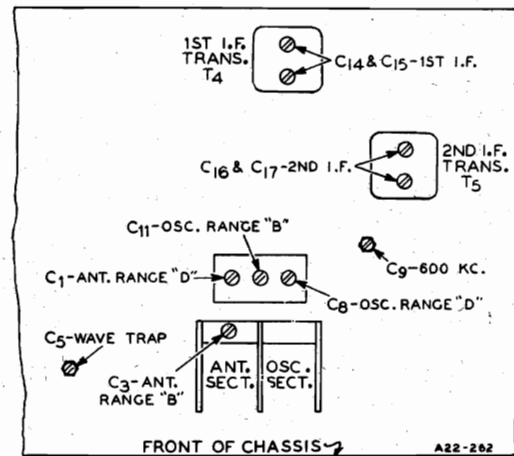 1ST I.F.
TRANS.
T4
C14 & C15-1ST I.F.
C16 & C17-2ND I.F.
2ND I.F.
TRANS.
T5
C11-OSC. RANGE "B"
C9-600 KC.
C1-ANT. RANGE "D"
C8-OSC. RANGE "D"
C5-WAVE TRAP
C3-ANT.
RANGE "B"
ANT.
SECT.
OSC.
SECT.
FRONT OF CHASSIS
A22-262